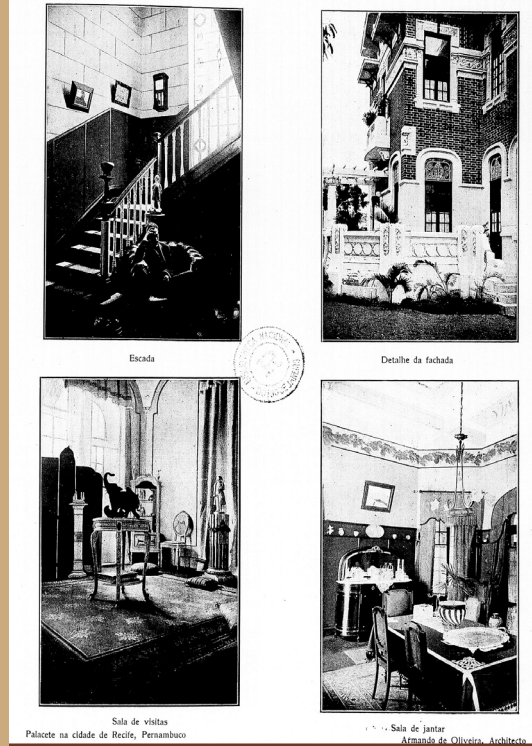 Escada
Detalhe da fachada
Sala de visitas
Palacete na cidade de Recife, Pernambuco
Sala de jantar
Armando de Oliveira, Architecto